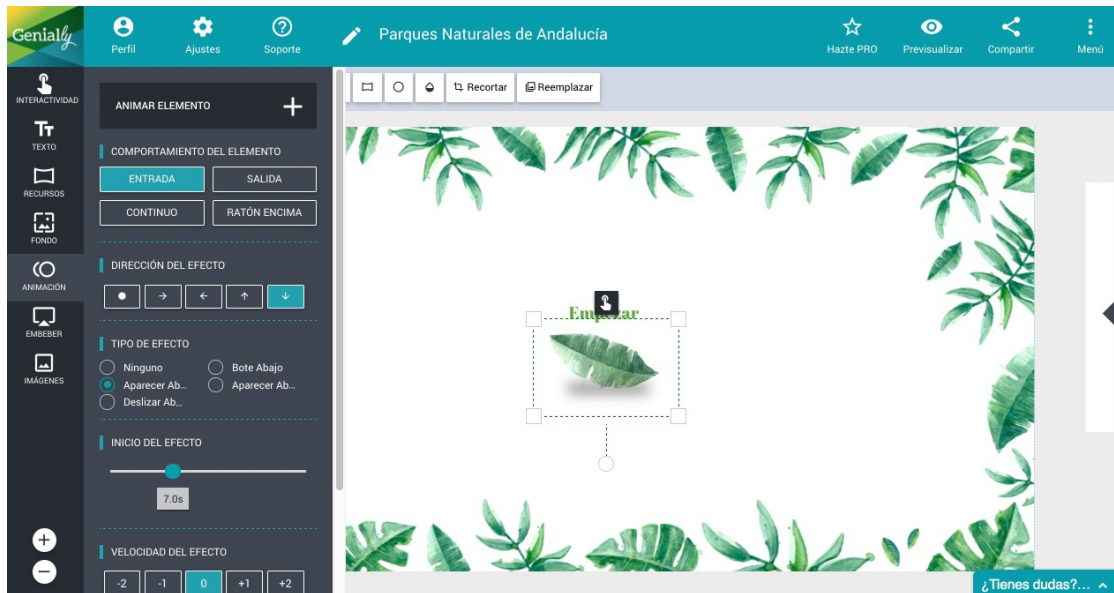 Genially
Perfil
Ajustes
Soporte
Parques Naturales de Andalucía
Hazte PRO
Previsualizar
Compartir
Menú
INTERACTIVIDAD
TEXTO
RECURSOS
FONDO
ANIMACIÓN
EMBEBER
IMÁGENES
ANIMAR ELEMENTO
COMPORTAMIENTO DEL ELEMENTO
ENTRADA
SALIDA
CONTINUO
RATÓN ENCIMA
DIRECCIÓN DEL EFECTO
TIPO DE EFECTO
Ninguno
Bote Abajo
Aparecer Ab...
Aparecer Ab...
Deslizar Ab...
INICIO DEL EFECTO
7.0s
VELOCIDAD DEL EFECTO
-2 -1 0 +1 +2
Recortar
Reemplazar
¿Tienes dudas?...